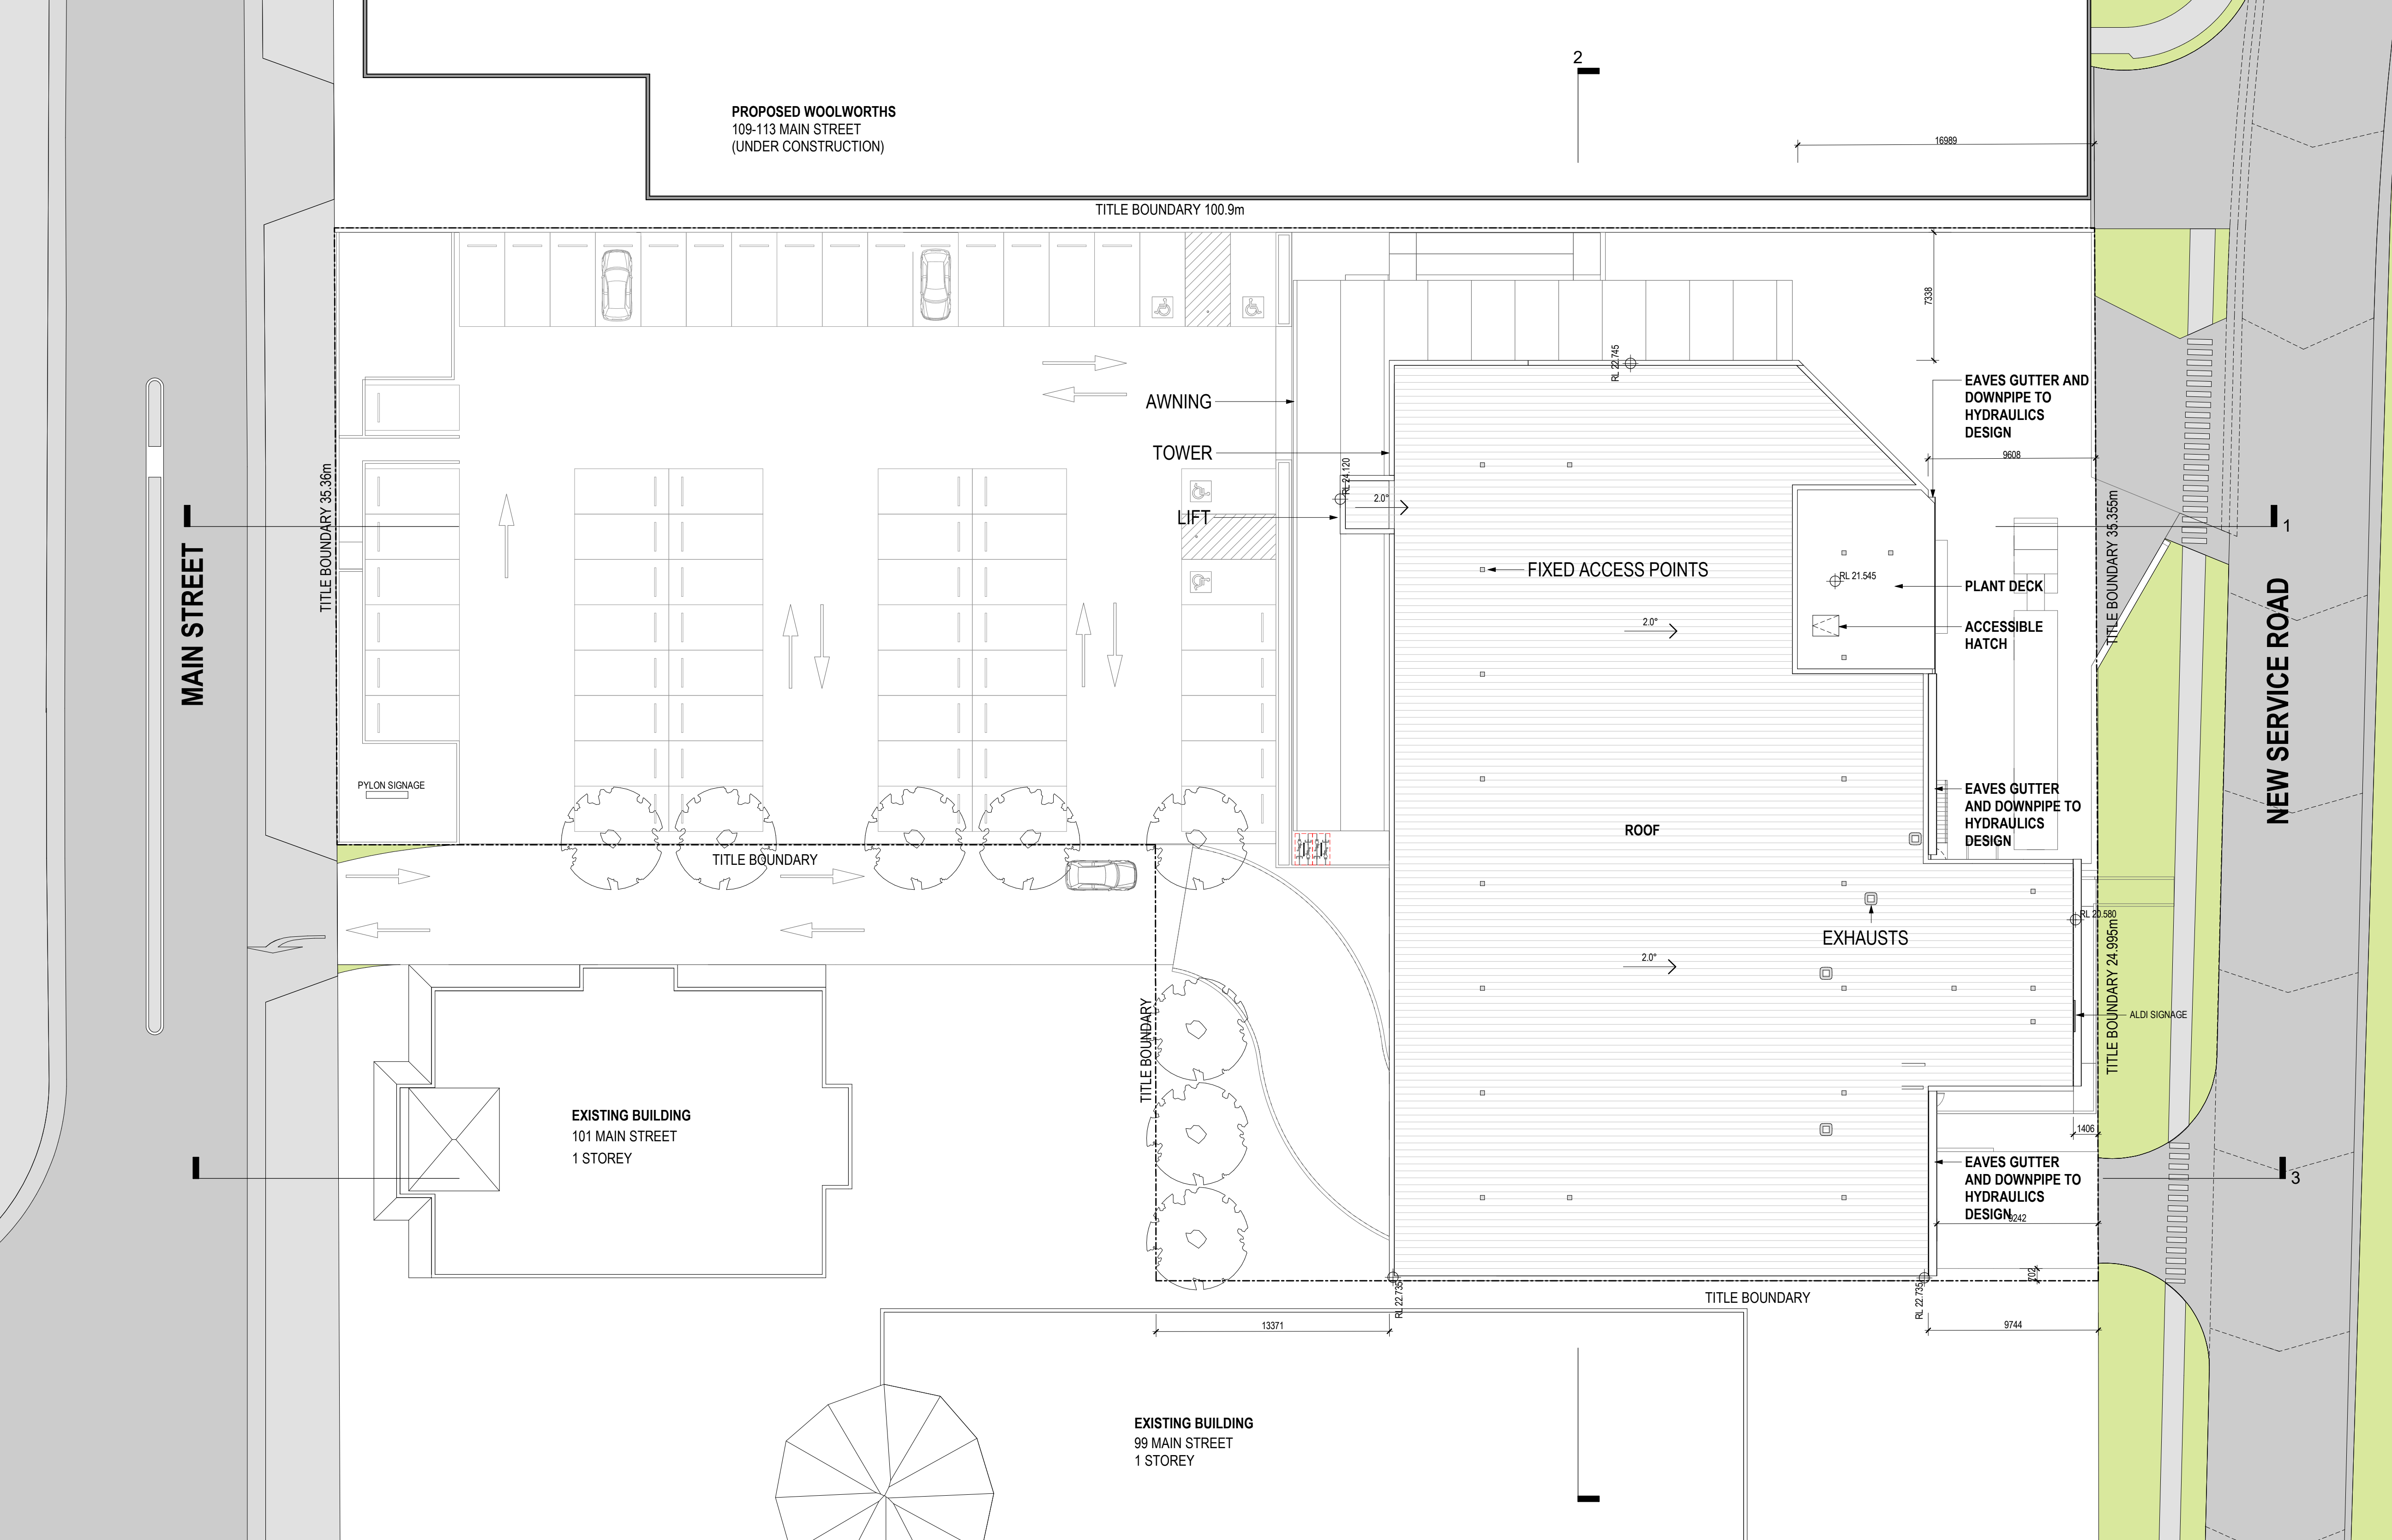 2
PROPOSED WOOLWORTHS
109-113 MAIN STREET
(UNDER CONSTRUCTION)
16989
TITLE BOUNDARY 100.9m
7338
RL 22.745
EAVES GUTTER AND
DOWNPIPE TO
HYDRAULICS
DESIGN
AWNING
TOWER
9608
RL 24.120
2.0°
LIFT
TITLE BOUNDARY 35.36m
TITLE BOUNDARY 35.355m
1
MAIN STREET
FIXED ACCESS POINTS
RL 21.545
PLANT DECK
ACCESSIBLE
HATCH
2.0°
NEW SERVICE ROAD
PYLON SIGNAGE
EAVES GUTTER
AND DOWNPIPE TO
HYDRAULICS
DESIGN
ROOF
TITLE BOUNDARY
RL 20.580
EXHAUSTS
2.0°
TITLE BOUNDARY 24.995m
ALDI SIGNAGE
TITLE BOUNDARY
EXISTING BUILDING
101 MAIN STREET
1 STOREY
1406
EAVES GUTTER
AND DOWNPIPE TO
HYDRAULICS
DESIGN
3
9242
702
RL 22.735
RL 22.735
TITLE BOUNDARY
13371
9744
EXISTING BUILDING
99 MAIN STREET
1 STOREY